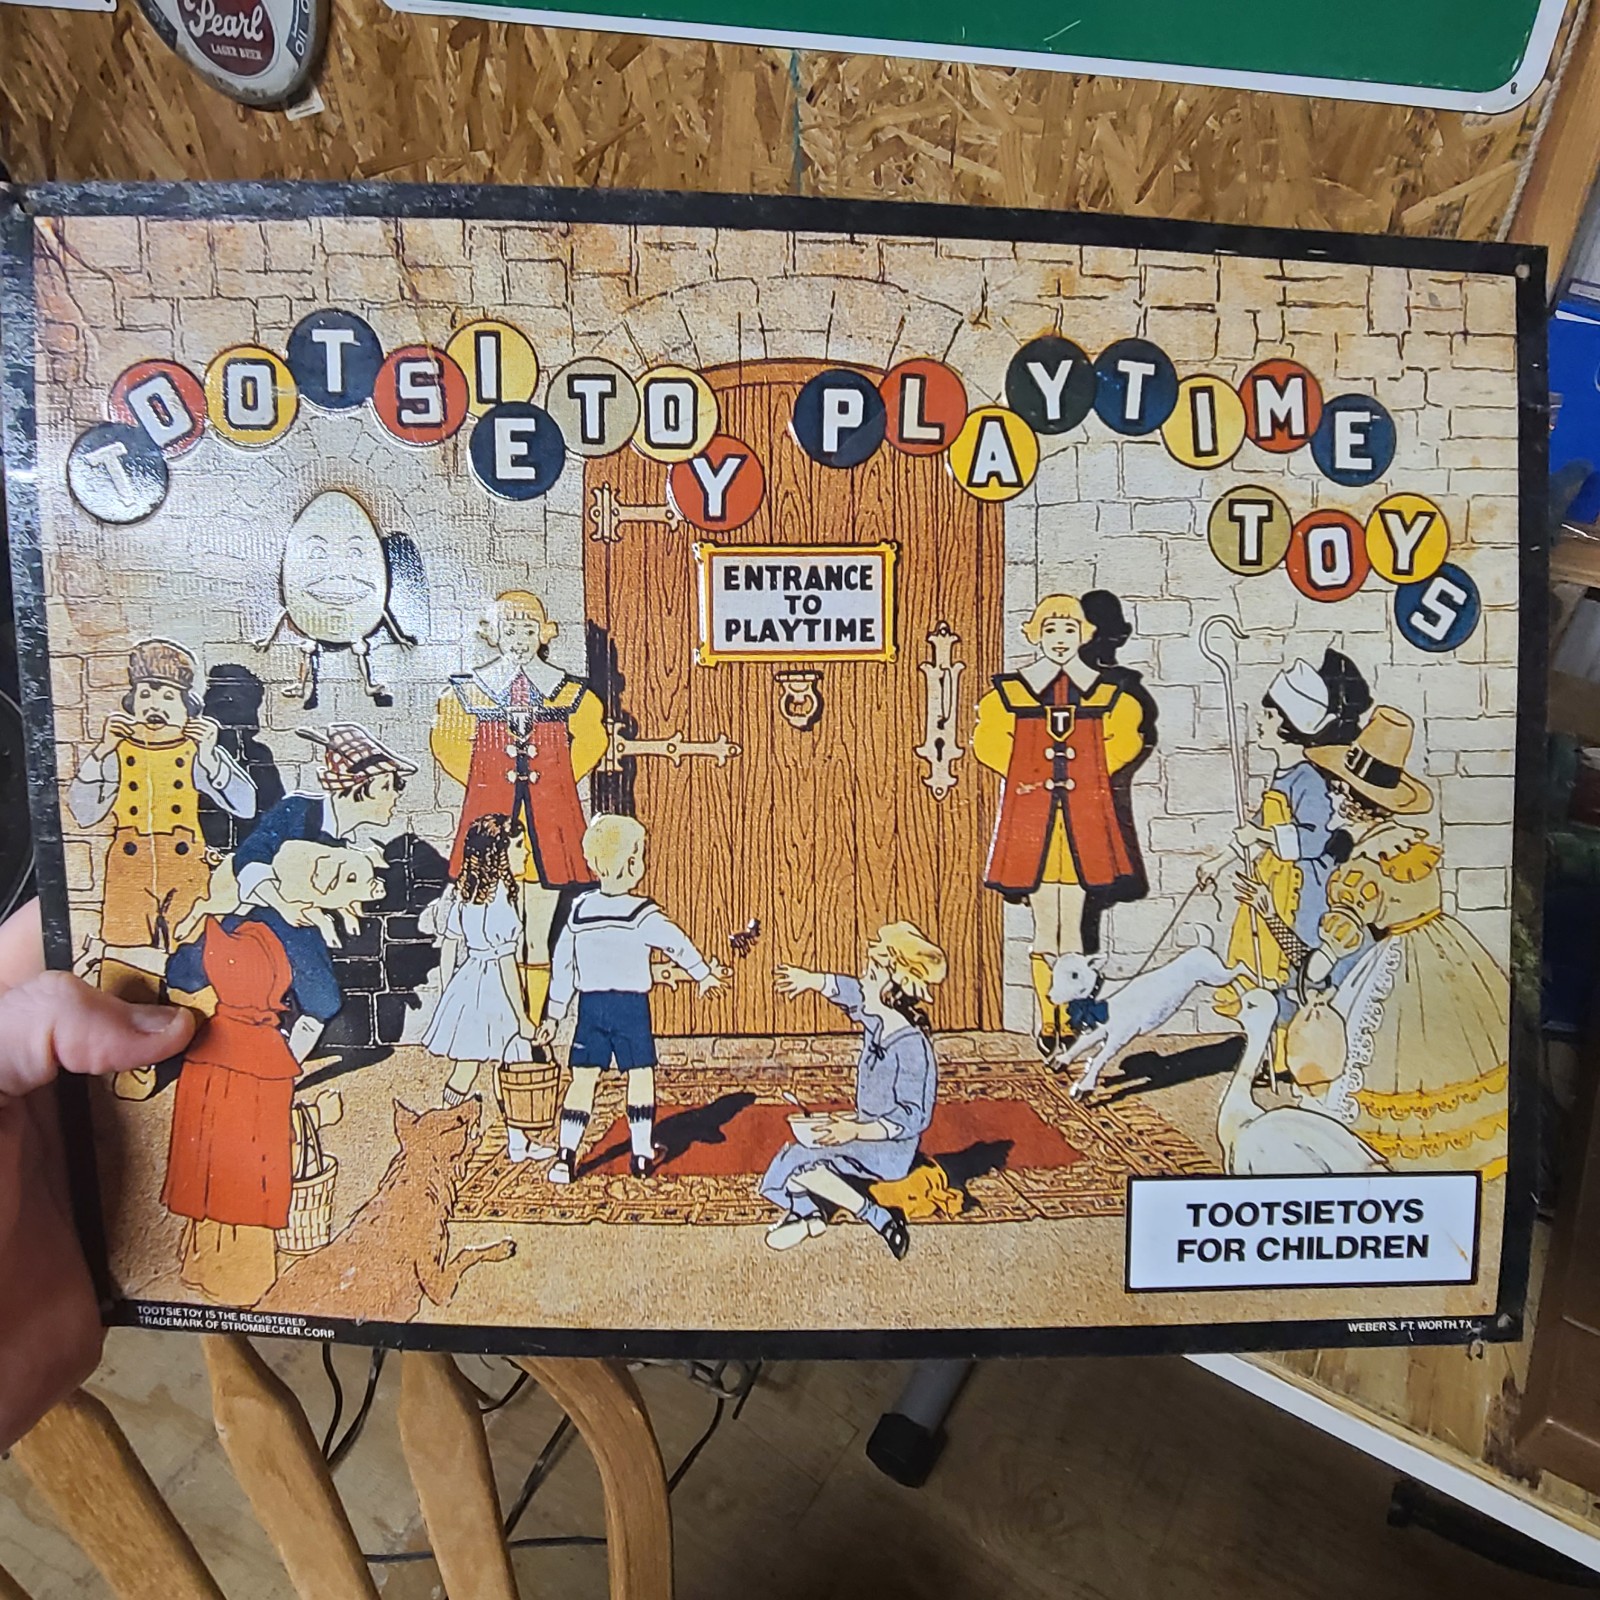 Pearl
LAGER BEER
OIL
TOOTSIETOY PLAYTIME
TOYS
ENTRANCE
TO
PLAYTIME
T
T
TOOTSIETOYS
FOR CHILDREN
TOOTSIETOY IS THE REGISTERED
TRADEMARK OF STROMBECKER CORP.
WEBER'S. FT. WORTH TX